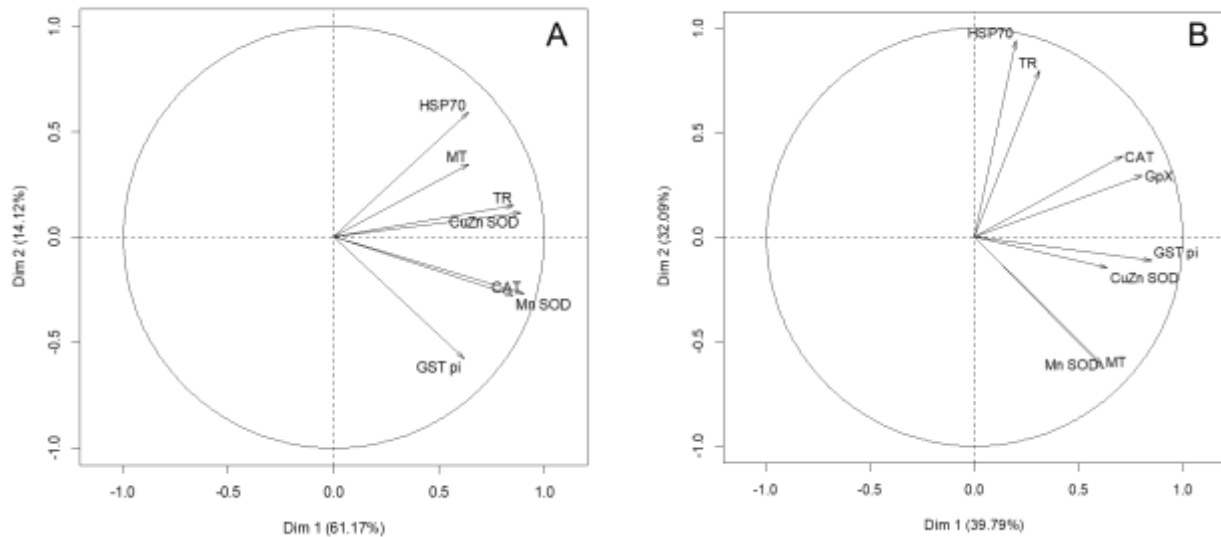 A
1.0
0.5
0.0
-0.5
-1.0
Dim 2 (14.12%)
HSP70
MT
TR
CuZn SOD
CAT
Mn SOD
GST pi
-1.0 -0.5 0.0 0.5 1.0
Dim 1 (61.17%)
B
1.0
0.5
0.0
-0.5
-1.0
Dim 2 (32.09%)
HSP70
TR
CAT
GpX
GST pi
CuZn SOD
Mn SOD MT
-1.0 -0.5 0.0 0.5 1.0
Dim 1 (39.79%)